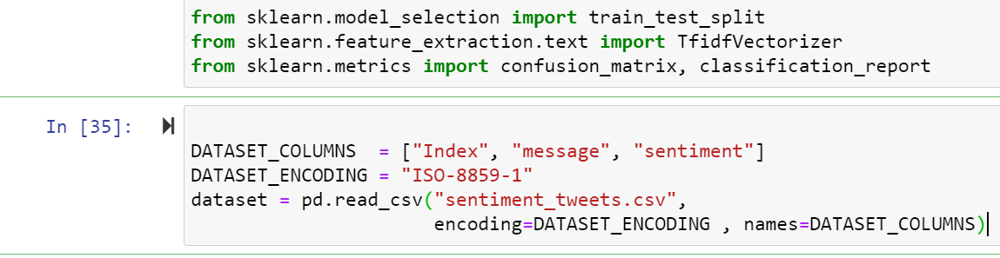 from sklearn.model_selection import train_test_split
from sklearn.feature_extraction.text import TfidfVectorizer
from sklearn.metrics import confusion_matrix, classification_report
In [35]:
DATASET_COLUMNS  = ["Index", "message", "sentiment"]
DATASET_ENCODING = "ISO-8859-1"
dataset = pd.read_csv("sentiment_tweets.csv",
                      encoding=DATASET_ENCODING , names=DATASET_COLUMNS)